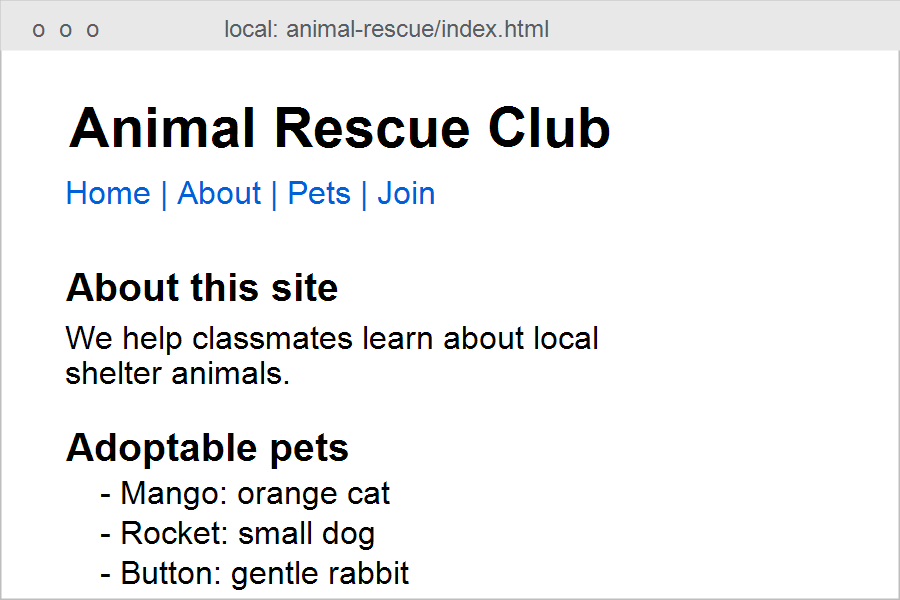 o o o local: animal-rescue/index.html
Animal Rescue Club
Home | About | Pets | Join
About this site
We help classmates learn about local
shelter animals.
Adoptable pets
- Mango: orange cat
- Rocket: small dog
- Button: gentle rabbit